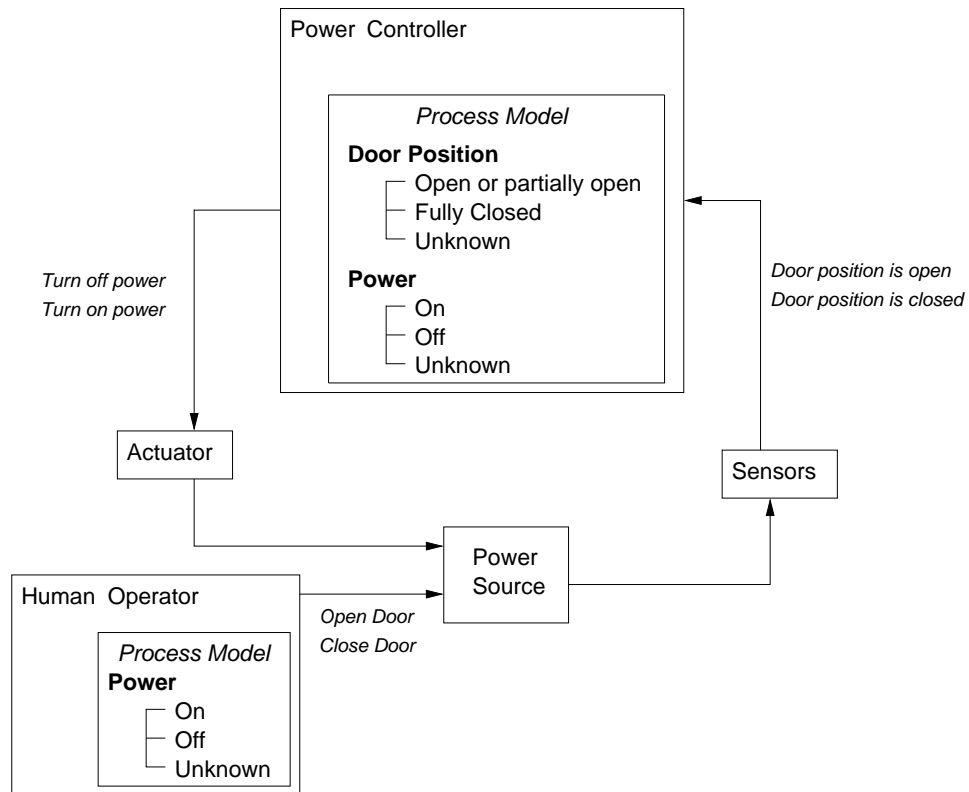 Power Controller
Process Model
Door Position
Open or partially open
Fully Closed
Unknown
Power
On
Off
Unknown
Turn off power
Turn on power
Door position is open
Door position is closed
Actuator
Sensors
Power
Source
Human Operator
Open Door
Close Door
Process Model
Power
On
Off
Unknown